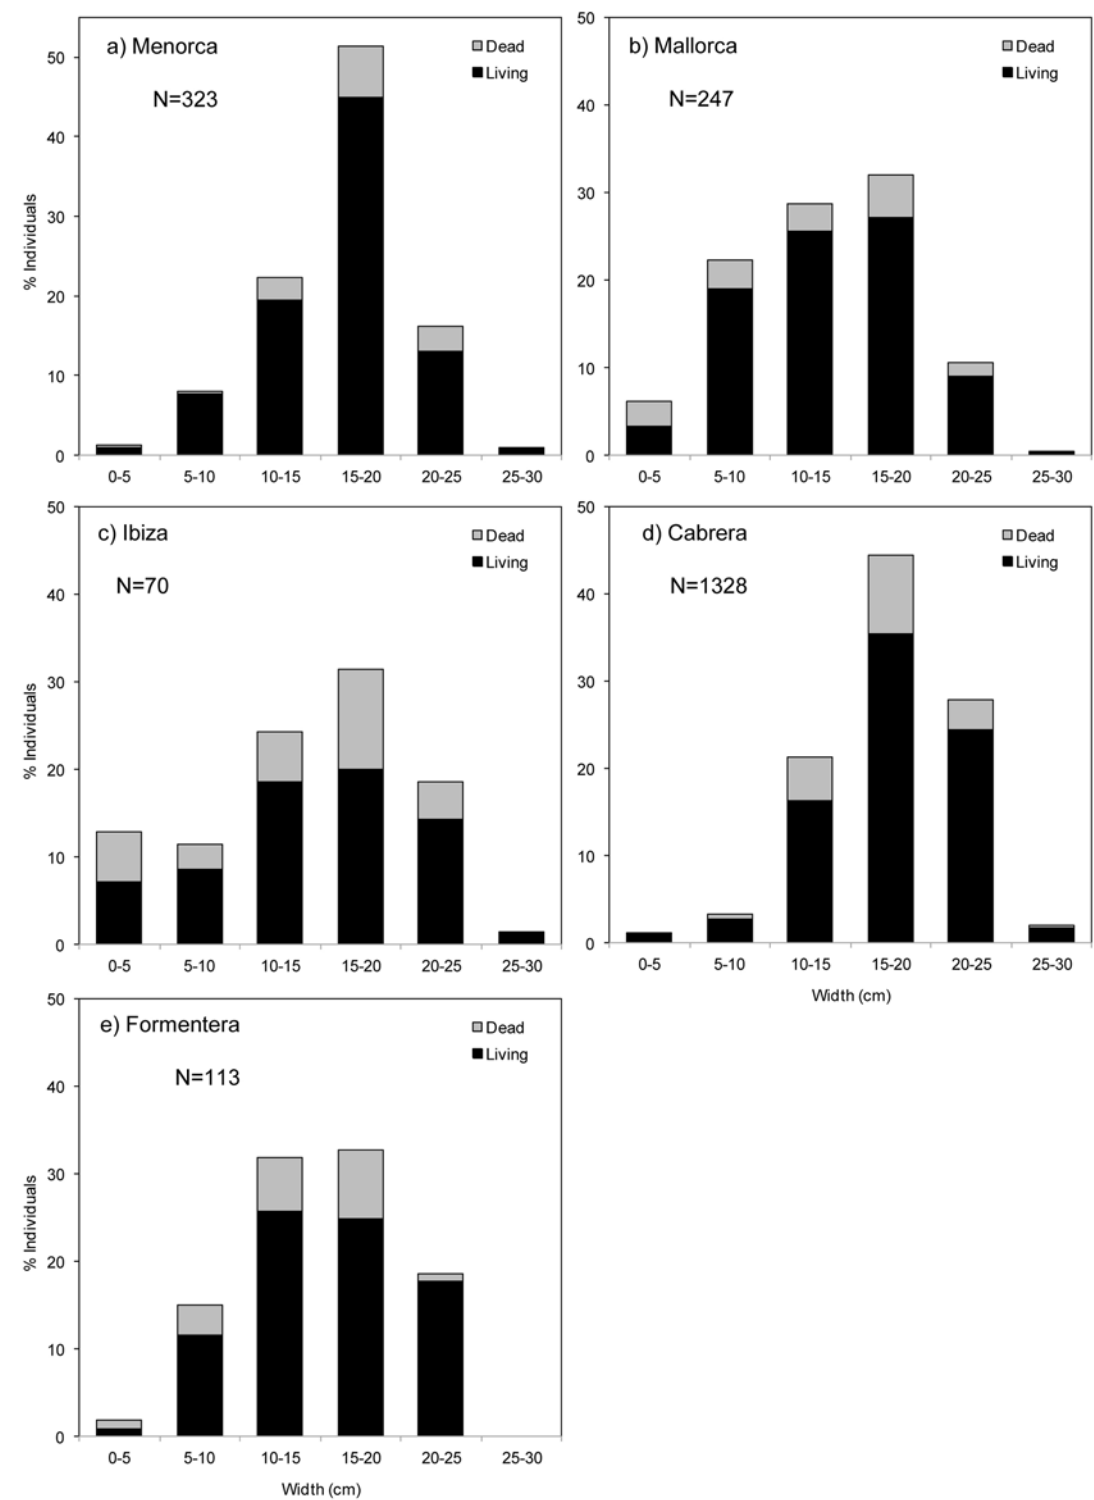 a) Menorca
N=323
Dead
Living
% Individuals
50
40
30
20
10
0
0-5 5-10 10-15 15-20 20-25 25-30
b) Mallorca
N=247
Dead
Living
50
40
30
20
10
0
0-5 5-10 10-15 15-20 20-25 25-30
c) Ibiza
N=70
Dead
Living
% Individuals
50
40
30
20
10
0
0-5 5-10 10-15 15-20 20-25 25-30
d) Cabrera
N=1328
Dead
Living
50
40
30
20
10
0
0-5 5-10 10-15 15-20 20-25 25-30
Width (cm)
e) Formentera
N=113
Dead
Living
% Individuals
50
40
30
20
10
0
0-5 5-10 10-15 15-20 20-25 25-30
Width (cm)